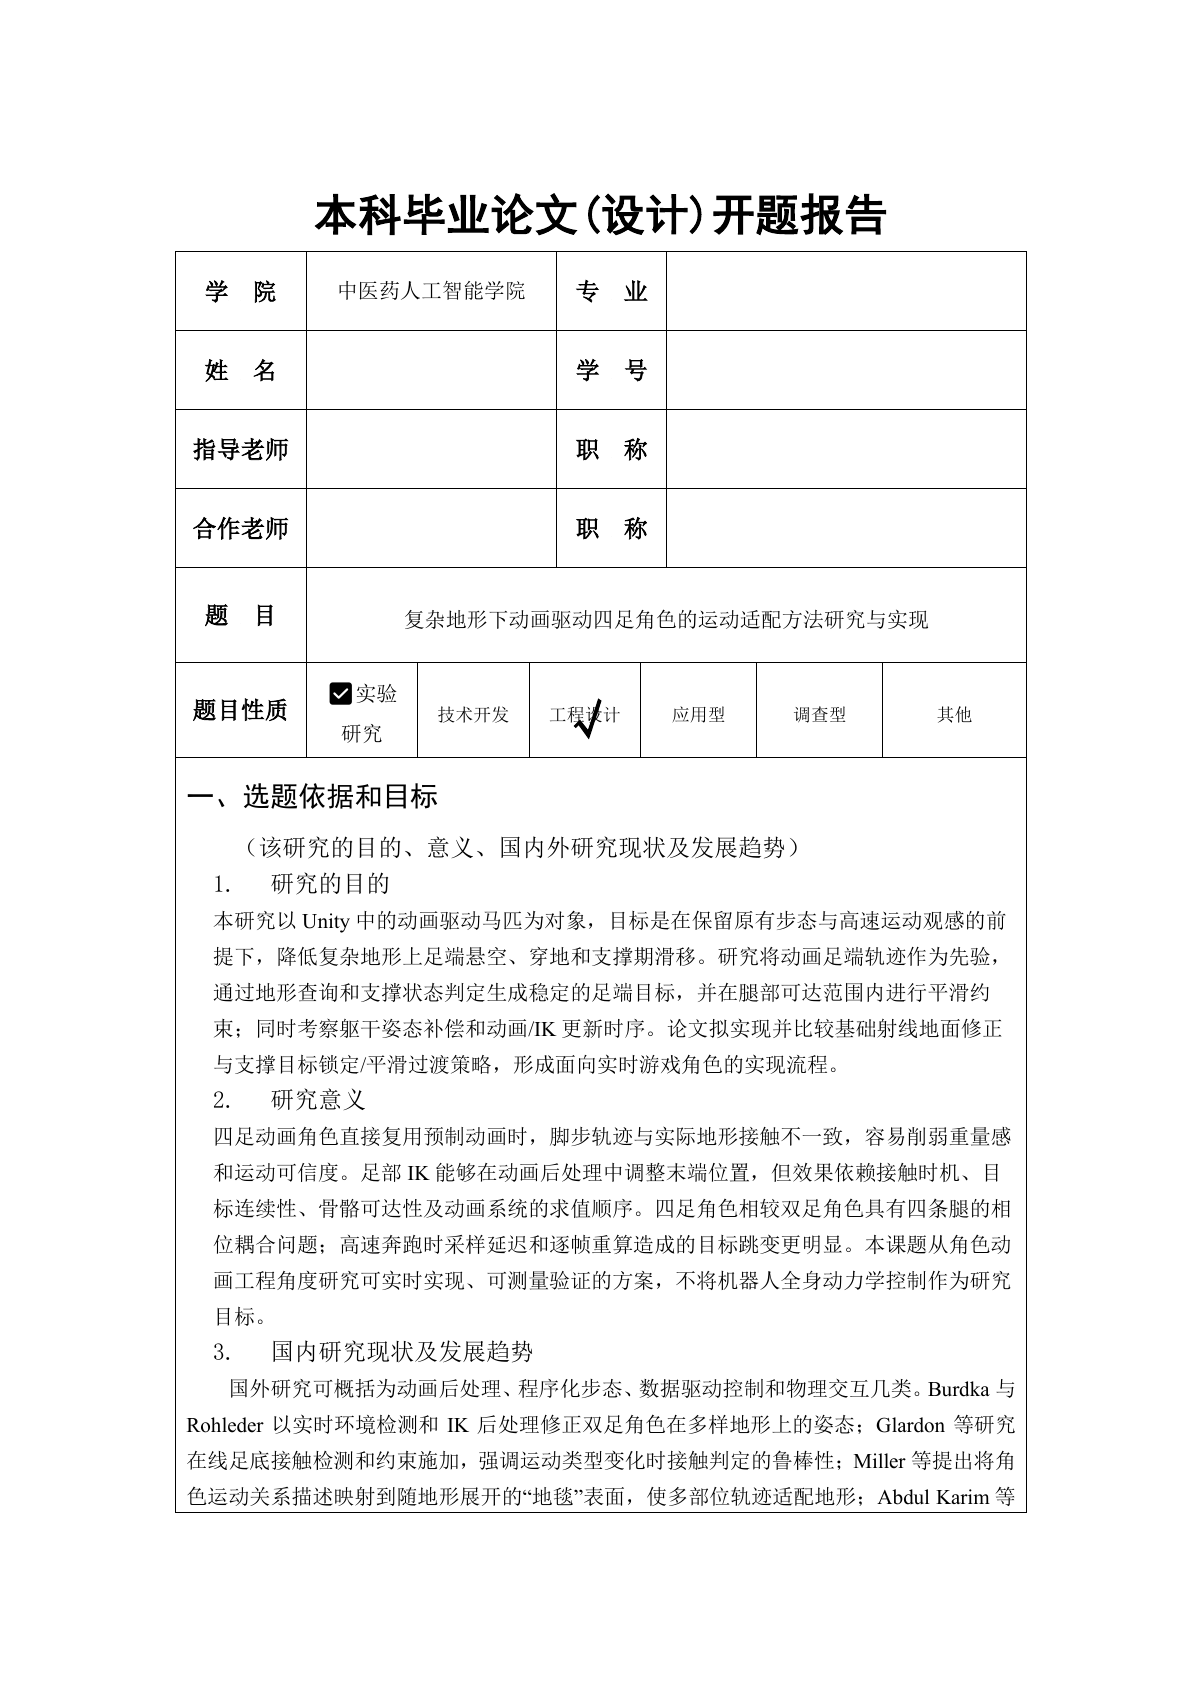 本科毕业论文(设计)开题报告
学 院 中医药人工智能学院 专 业
姓 名 学 号
指导老师 职 称
合作老师 职 称
题 目 复杂地形下动画驱动四足角色的运动适配方法研究与实现
题目性质 ☑实验研究 技术开发 工程设计 √ 应用型 调查型 其他
一、选题依据和目标
（该研究的目的、意义、国内外研究现状及发展趋势）
1. 研究的目的
本研究以 Unity 中的动画驱动马匹为对象，目标是在保留原有步态与高速运动观感的前
提下，降低复杂地形上足端悬空、穿地和支撑期滑移。研究将动画足端轨迹作为先验，
通过地形查询和支撑状态判定生成稳定的足端目标，并在腿部可达范围内进行平滑约
束；同时考察躯干姿态补偿和动画/IK 更新时序。论文拟实现并比较基础射线地面修正
与支撑目标锁定/平滑过渡策略，形成面向实时游戏角色的实现流程。
2. 研究意义
四足动画角色直接复用预制动画时，脚步轨迹与实际地形接触不一致，容易削弱重量感
和运动可信度。足部 IK 能够在动画后处理中调整末端位置，但效果依赖接触时机、目
标连续性、骨骼可达性及动画系统的求值顺序。四足角色相较双足角色具有四条腿的相
位耦合问题；高速奔跑时采样延迟和逐帧重算造成的目标跳变更明显。本课题从角色动
画工程角度研究可实时实现、可测量验证的方案，不将机器人全身动力学控制作为研究
目标。
3. 国内研究现状及发展趋势
国外研究可概括为动画后处理、程序化步态、数据驱动控制和物理交互几类。Burdka 与
Rohleder 以实时环境检测和 IK 后处理修正双足角色在多样地形上的姿态；Glardon 等研究
在线足底接触检测和约束施加，强调运动类型变化时接触判定的鲁棒性；Miller 等提出将角
色运动关系描述映射到随地形展开的“地毯”表面，使多部位轨迹适配地形；Abdul Karim 等